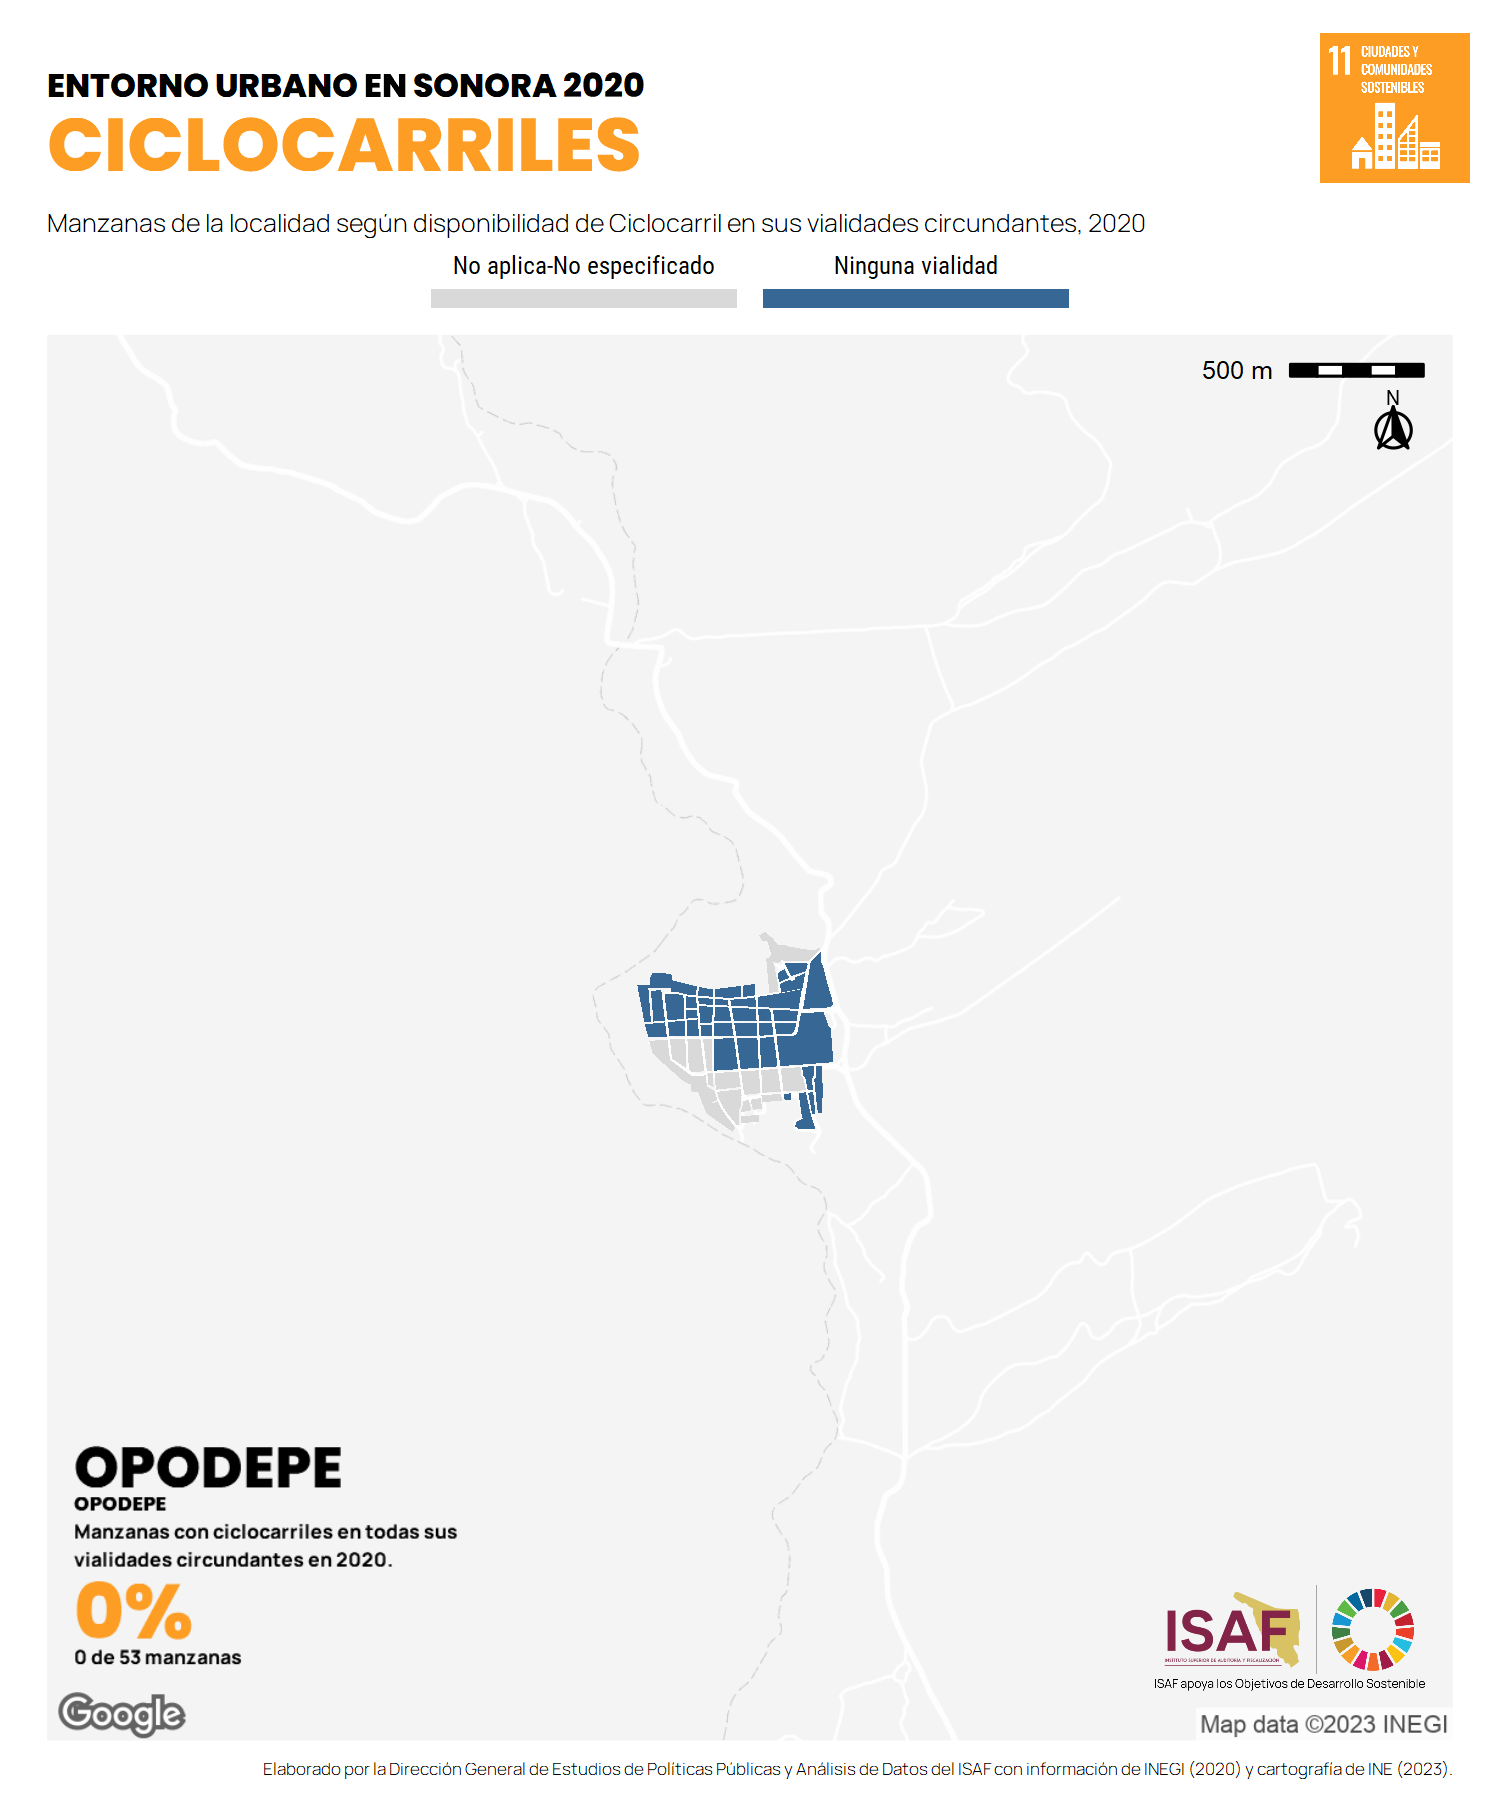 ENTORNO URBANO EN SONORA 2020
CICLOCARRILES
11 CIUDADES Y
COMUNIDADES
SOSTENIBLES
Manzanas de la localidad según disponibilidad de Ciclocarril en sus vialidades circundantes, 2020
No aplica-No especificado
Ninguna vialidad
500 m
N
OPODEPE
OPODEPE
Manzanas con ciclocarriles en todas sus
vialidades circundantes en 2020.
0%
0 de 53 manzanas
Google
ISAF
INSTITUTO SUPERIOR DE AUDITORÍA Y FISCALIZACIÓN
ISAF apoya los Objetivos de Desarrollo Sostenible
Map data ©2023 INEGI
Elaborado por la Dirección General de Estudios de Políticas Públicas y Análisis de Datos del ISAF con información de INEGI (2020) y cartografía de INE (2023).